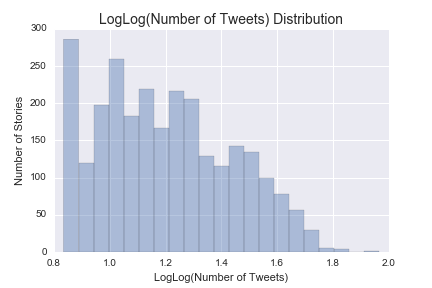 LogLog(Number of Tweets) Distribution
300
250
200
150
100
50
0
Number of Stories
0.8 1.0 1.2 1.4 1.6 1.8 2.0
LogLog(Number of Tweets)